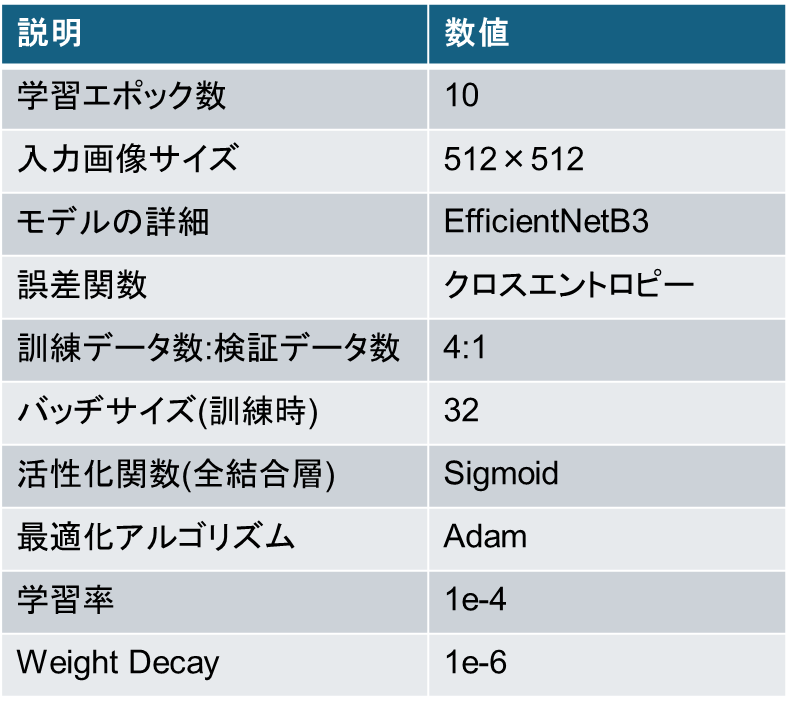 説明 数値
学習エポック数 10
入力画像サイズ 512×512
モデルの詳細 EfficientNetB3
誤差関数 クロスエントロピー
訓練データ数:検証データ数 4:1
バッヂサイズ(訓練時) 32
活性化関数(全結合層) Sigmoid
最適化アルゴリズム Adam
学習率 1e-4
Weight Decay 1e-6